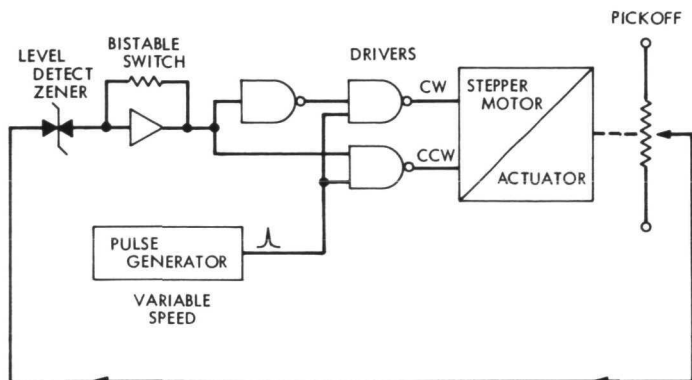 PICKOFF
LEVEL
DETECT
ZENER
BISTABLE
SWITCH
DRIVERS
CW
CCW
STEPPER
MOTOR
ACTUATOR
PULSE
GENERATOR
VARIABLE
SPEED